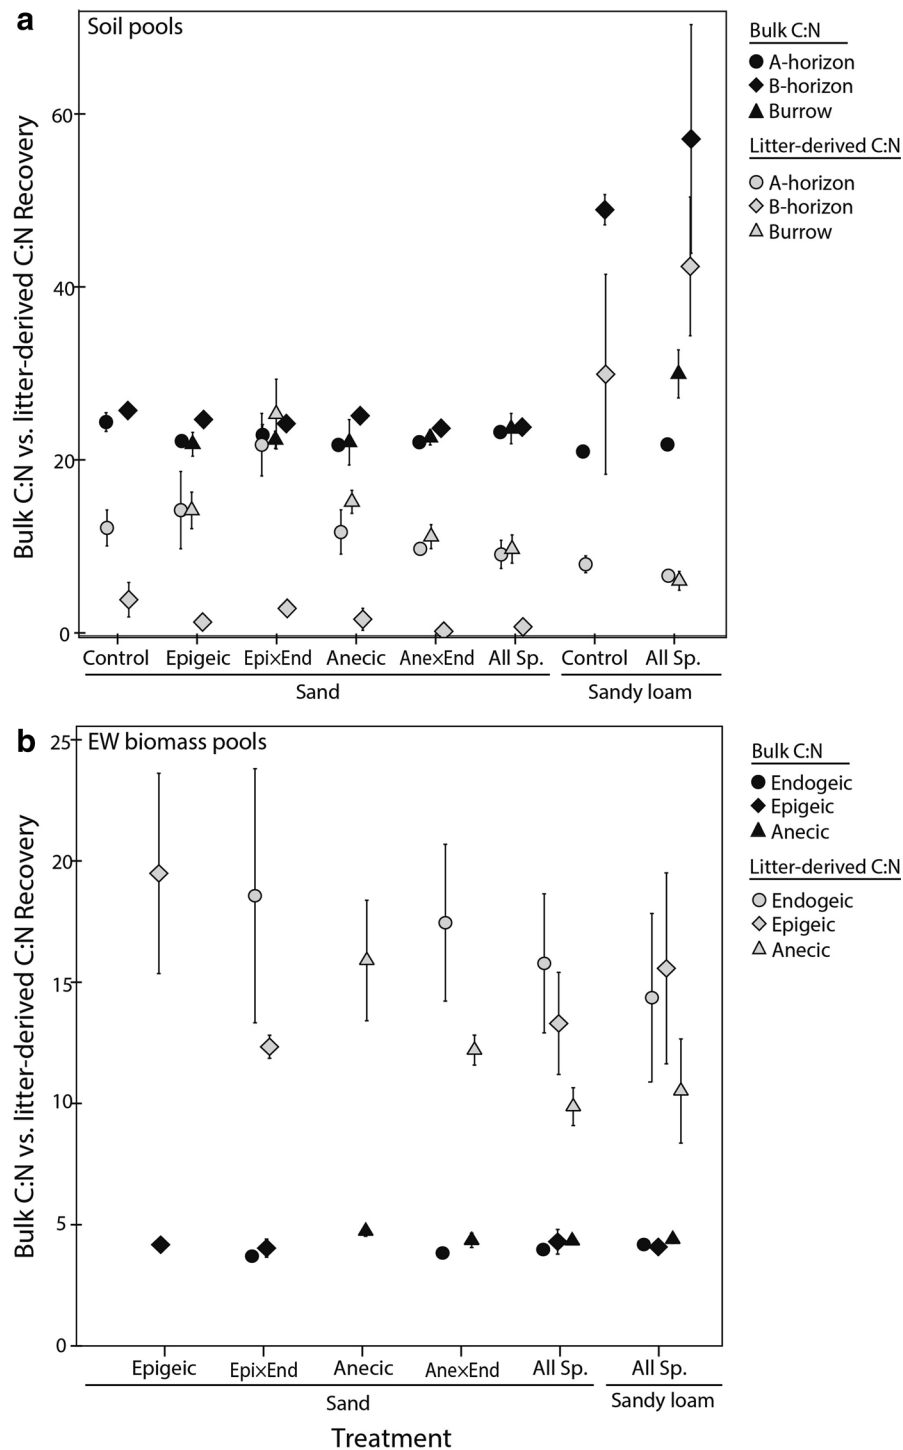 a
Soil pools
Bulk C:N vs. litter-derived C:N Recovery
60
40
20
0
Control Epigeic Epi×End Anecic Ane×End All Sp. Control All Sp.
Sand Sandy loam
Bulk C:N
A-horizon
B-horizon
Burrow
Litter-derived C:N
A-horizon
B-horizon
Burrow
b
EW biomass pools
Bulk C:N vs. litter-derived C:N Recovery
25
20
15
10
5
0
Epigeic Epi×End Anecic Ane×End All Sp. All Sp.
Sand Sandy loam
Treatment
Bulk C:N
Endogeic
Epigeic
Anecic
Litter-derived C:N
Endogeic
Epigeic
Anecic